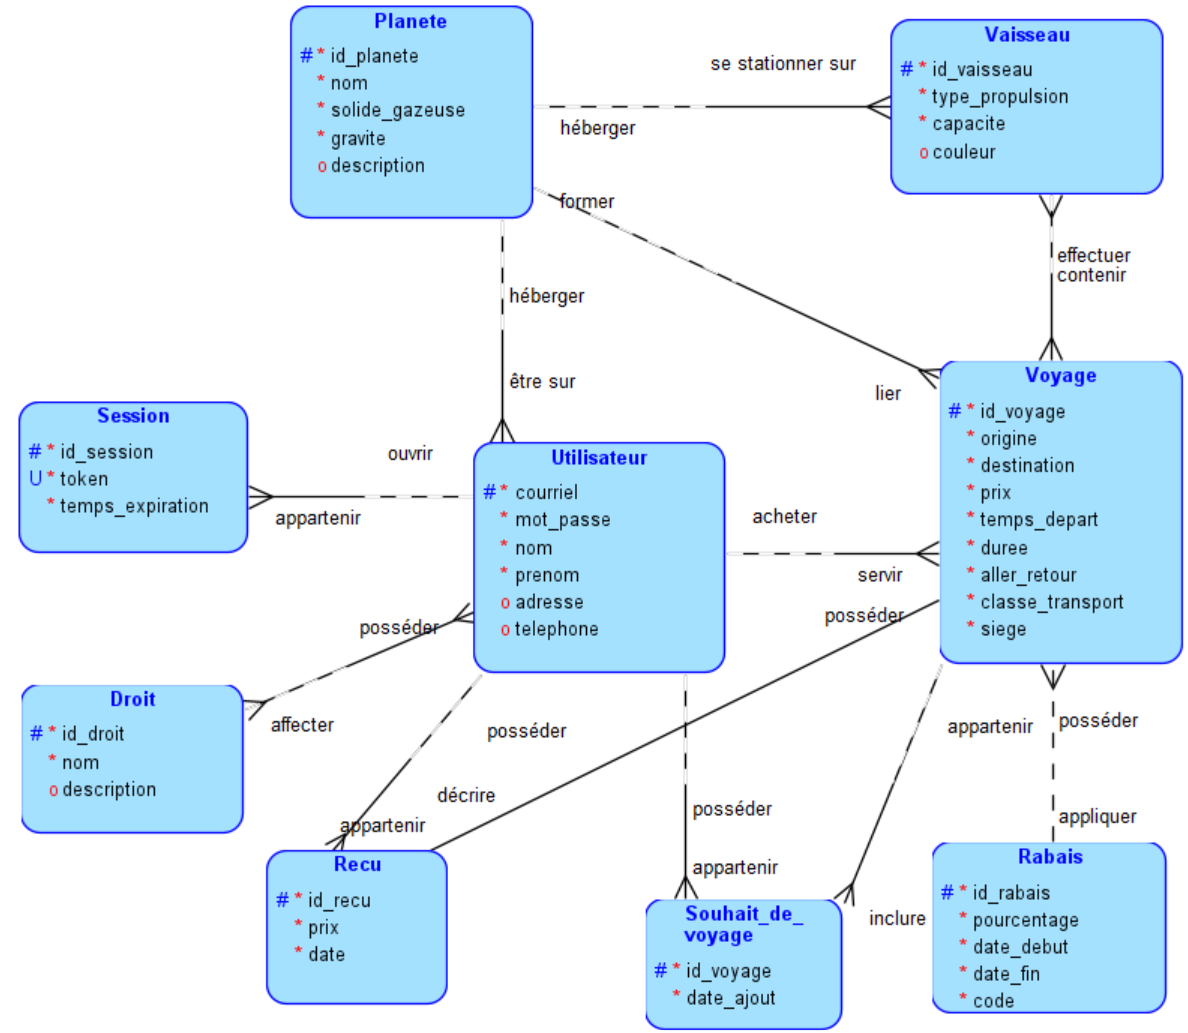 Planete
# * id_planete
* nom
* solide_gazeuse
* gravite
o description
se stationner sur
héberger
Vaisseau
# * id_vaisseau
* type_propulsion
* capacite
o couleur
former
effectuer
contenir
héberger
être sur
lier
Session
# * id_session
U * token
* temps_expiration
ouvrir
appartenir
Utilisateur
# * courriel
* mot_passe
* nom
* prenom
o adresse
o telephone
acheter
servir
Voyage
# * id_voyage
* origine
* destination
* prix
* temps_depart
* duree
* aller_retour
* classe_transport
* siege
posséder
posséder
affecter
Droit
# * id_droit
* nom
o description
posséder
décrire
appartenir
posséder
appartenir
appartenir
inclure
posséder
appliquer
Recu
# * id_recu
* prix
* date
Souhait_de_
voyage
# * id_voyage
* date_ajout
Rabais
# * id_rabais
* pourcentage
* date_debut
* date_fin
* code